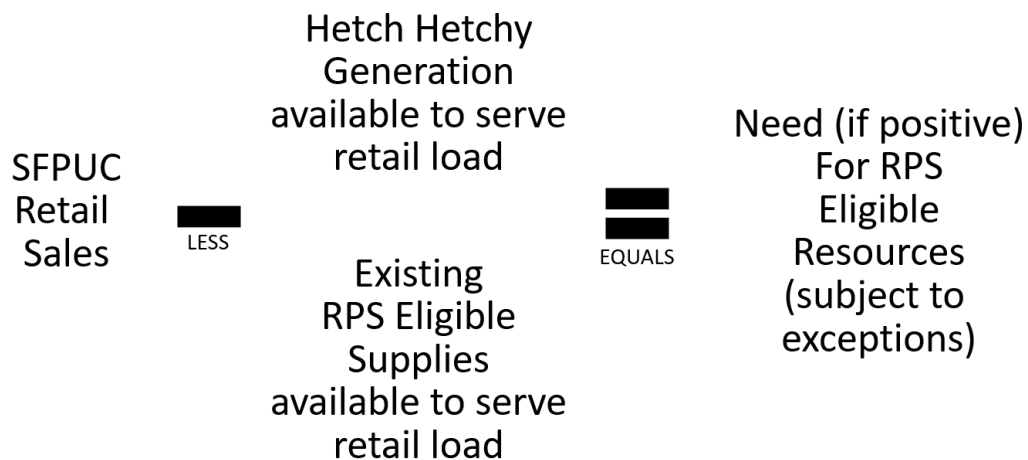 SFPUC
Retail
Sales
LESS
Hetch Hetchy
Generation
available to serve
retail load
Existing
RPS Eligible
Supplies
available to serve
retail load
EQUALS
Need (if positive)
For RPS
Eligible
Resources
(subject to
exceptions)